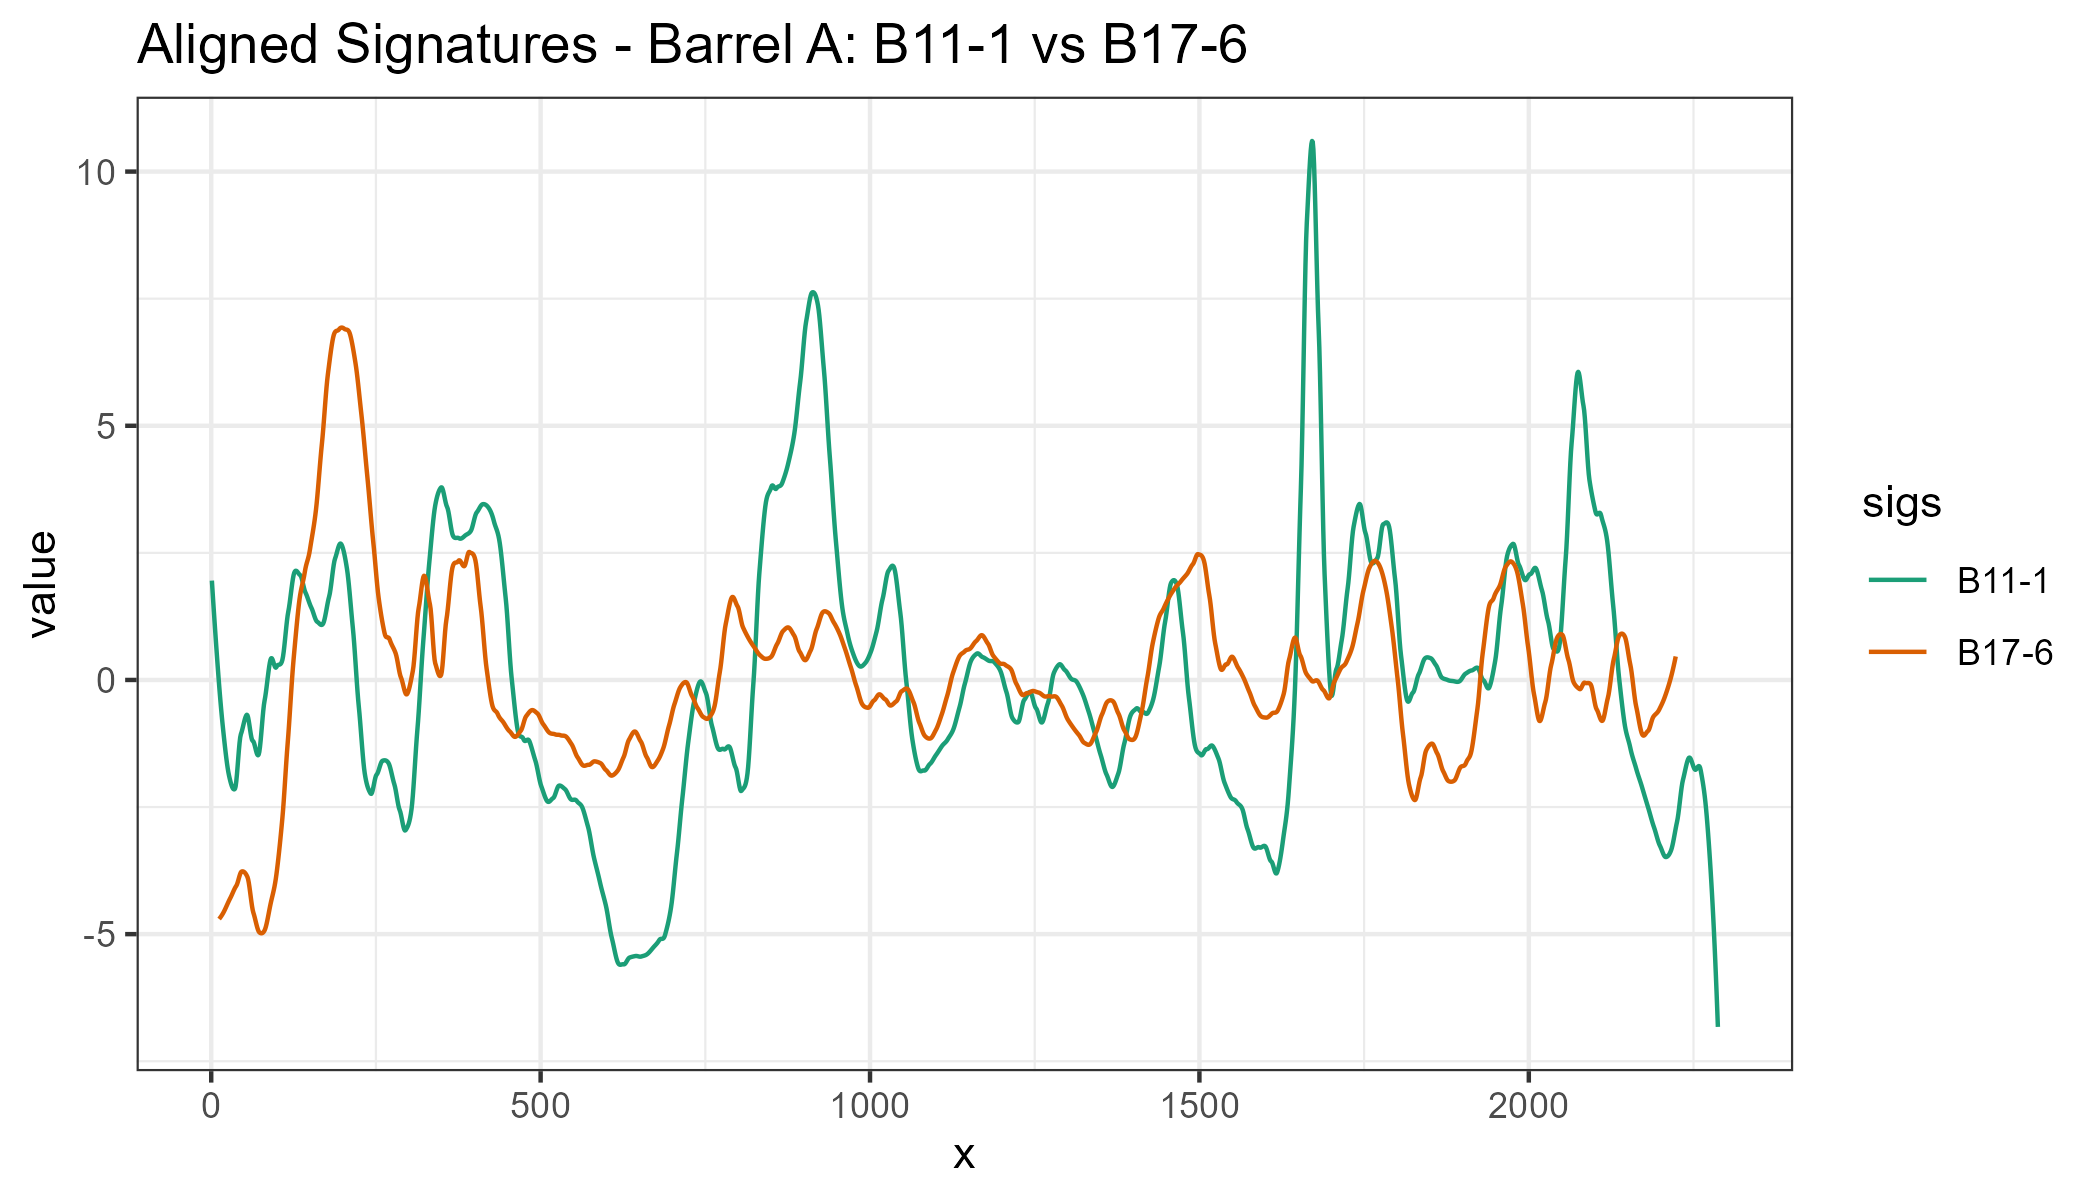 Aligned Signatures - Barrel A: B11-1 vs B17-6
10
5
0
-5
value
0 500 1000 1500 2000
x
sigs
B11-1
B17-6